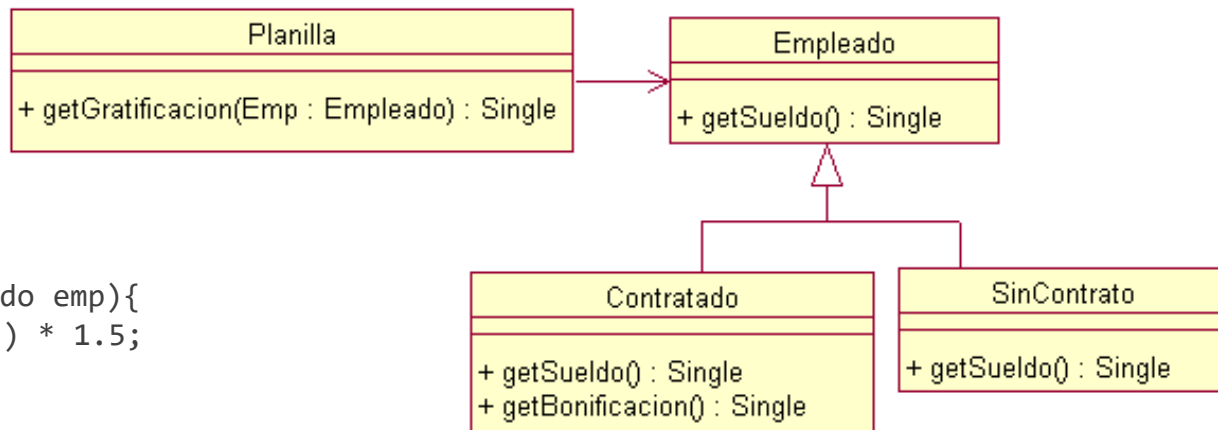 Planilla
+ getGratificacion(Emp : Empleado) : Single
Empleado
+ getSueldo() : Single
do emp){
) * 1.5;
Contratado
+ getSueldo() : Single
+ getBonificacion() : Single
SinContrato
+ getSueldo() : Single